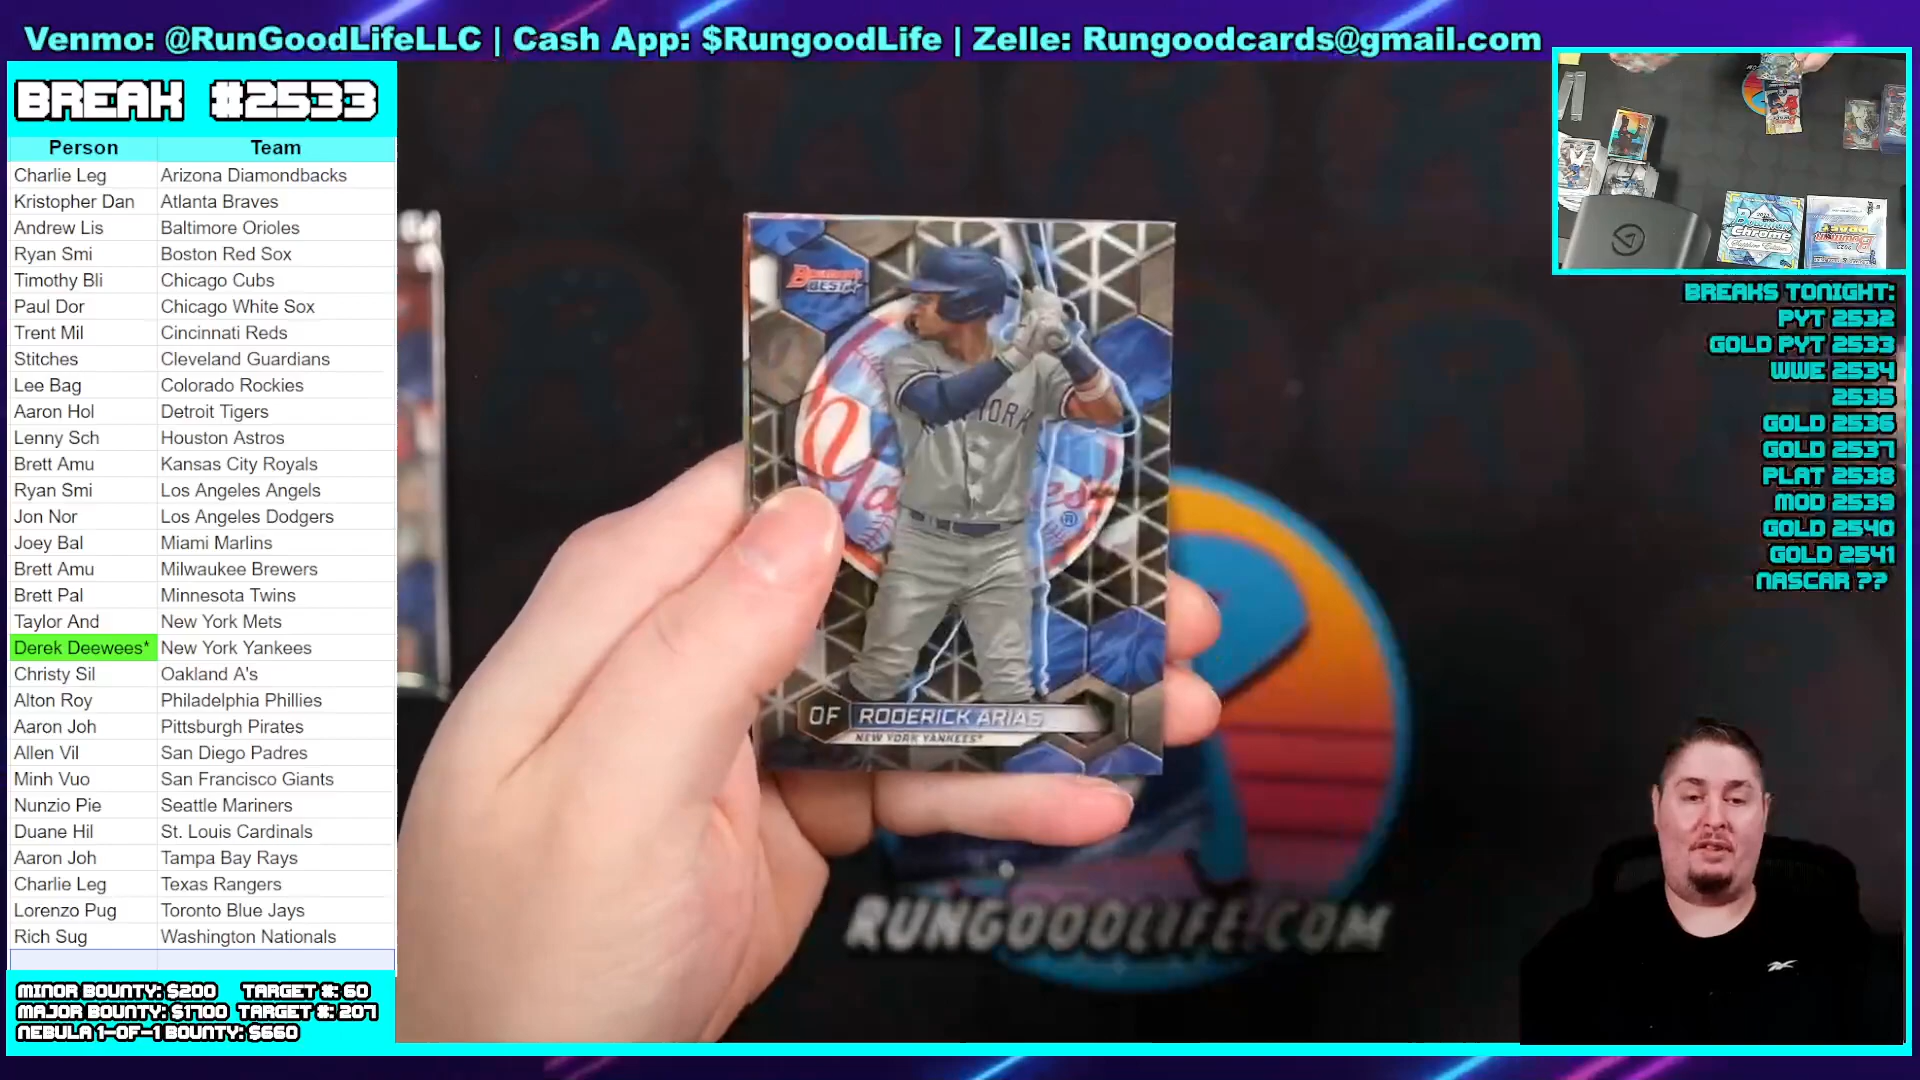 Venmo: @RunGoodLifeLLC | Cash App: $RungoodLife | Zelle: Rungoodcards@gmail.com
BREAK #2533
Person Team
Charlie Leg Arizona Diamondbacks
Kristopher Dan Atlanta Braves
Andrew Lis Baltimore Orioles
Ryan Smi Boston Red Sox
Timothy Bli Chicago Cubs
Paul Dor Chicago White Sox
Trent Mil Cincinnati Reds
Stitches Cleveland Guardians
Lee Bag Colorado Rockies
Aaron Hol Detroit Tigers
Lenny Sch Houston Astros
Brett Amu Kansas City Royals
Ryan Smi Los Angeles Angels
Jon Nor Los Angeles Dodgers
Joey Bal Miami Marlins
Brett Amu Milwaukee Brewers
Brett Pal Minnesota Twins
Taylor And New York Mets
Derek Deewees* New York Yankees
Christy Sil Oakland A's
Alton Roy Philadelphia Phillies
Aaron Joh Pittsburgh Pirates
Allen Vil San Diego Padres
Minh Vuo San Francisco Giants
Nunzio Pie Seattle Mariners
Duane Hil St. Louis Cardinals
Aaron Joh Tampa Bay Rays
Charlie Leg Texas Rangers
Lorenzo Pug Toronto Blue Jays
Rich Sug Washington Nationals
MINOR BOUNTY: $200 TARGET #: 60
MAJOR BOUNTY: $1700 TARGET #: 207
NEBULA 1-OF-1 BOUNTY: $660
BOWMAN'S
BEST
OF RODERICK ARIAS
NEW YORK YANKEES®
RUNGOODLIFE.COM
Chrome
Sapphire Edition
BREAKS TONIGHT:
PYT 2532
GOLD PYT 2533
WWE 2534
2535
GOLD 2536
GOLD 2537
PLAT 2538
MOD 2539
GOLD 2540
GOLD 2541
NASCAR ??